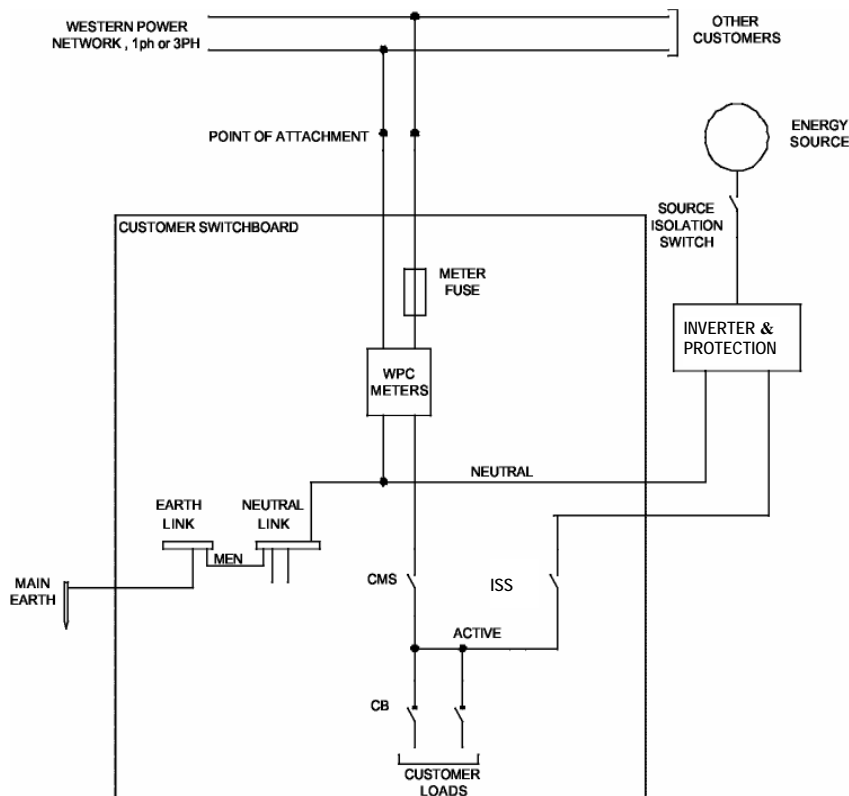 WESTERN POWER
NETWORK , 1ph or 3PH
OTHER
CUSTOMERS
POINT OF ATTACHMENT
ENERGY
SOURCE
SOURCE
ISOLATION
SWITCH
CUSTOMER SWITCHBOARD
METER
FUSE
INVERTER &
PROTECTION
WPC
METERS
NEUTRAL
EARTH
LINK
NEUTRAL
LINK
MEN
MAIN
EARTH
CMS
ISS
ACTIVE
CB
CUSTOMER
LOADS